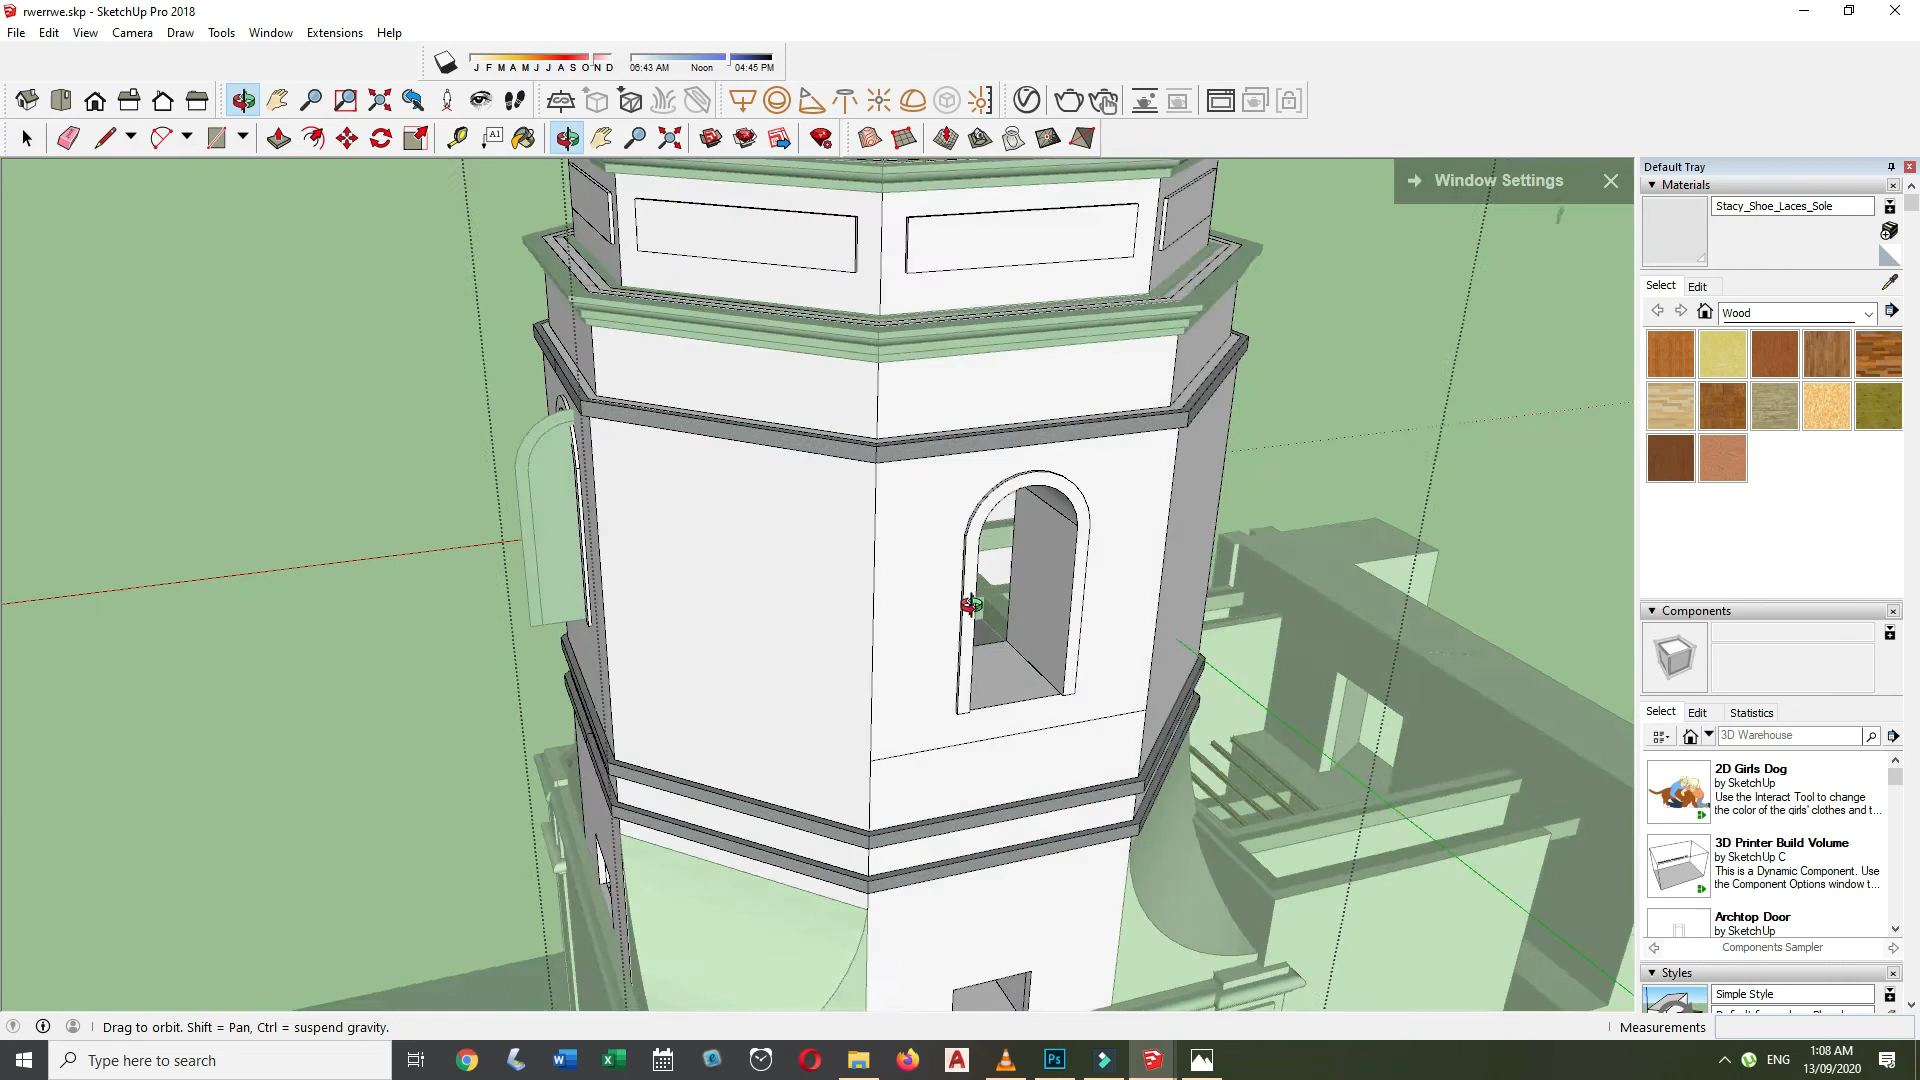 rwerrwe.skp - SketchUp Pro 2018
File Edit View Camera Draw Tools Window Extensions Help
J F M A M J J A S O N D
06:43 AM Noon 04:45 PM
A1
Window Settings
Default Tray
Materials
Stacy_Shoe_Laces_Sole
Select Edit
Wood
Components
Select Edit Statistics
3D Warehouse
2D Girls Dog
by SketchUp
Use the Interact Tool to change
the color of the girls' clothes and t...
3D Printer Build Volume
by SketchUp C
This is a Dynamic Component. Use
the Component Options window t...
Archtop Door
by SketchUp
Components Sampler
Styles
Simple Style
Drag to orbit. Shift = Pan, Ctrl = suspend gravity.
Measurements
Type here to search
ENG
1:08 AM
13/09/2020